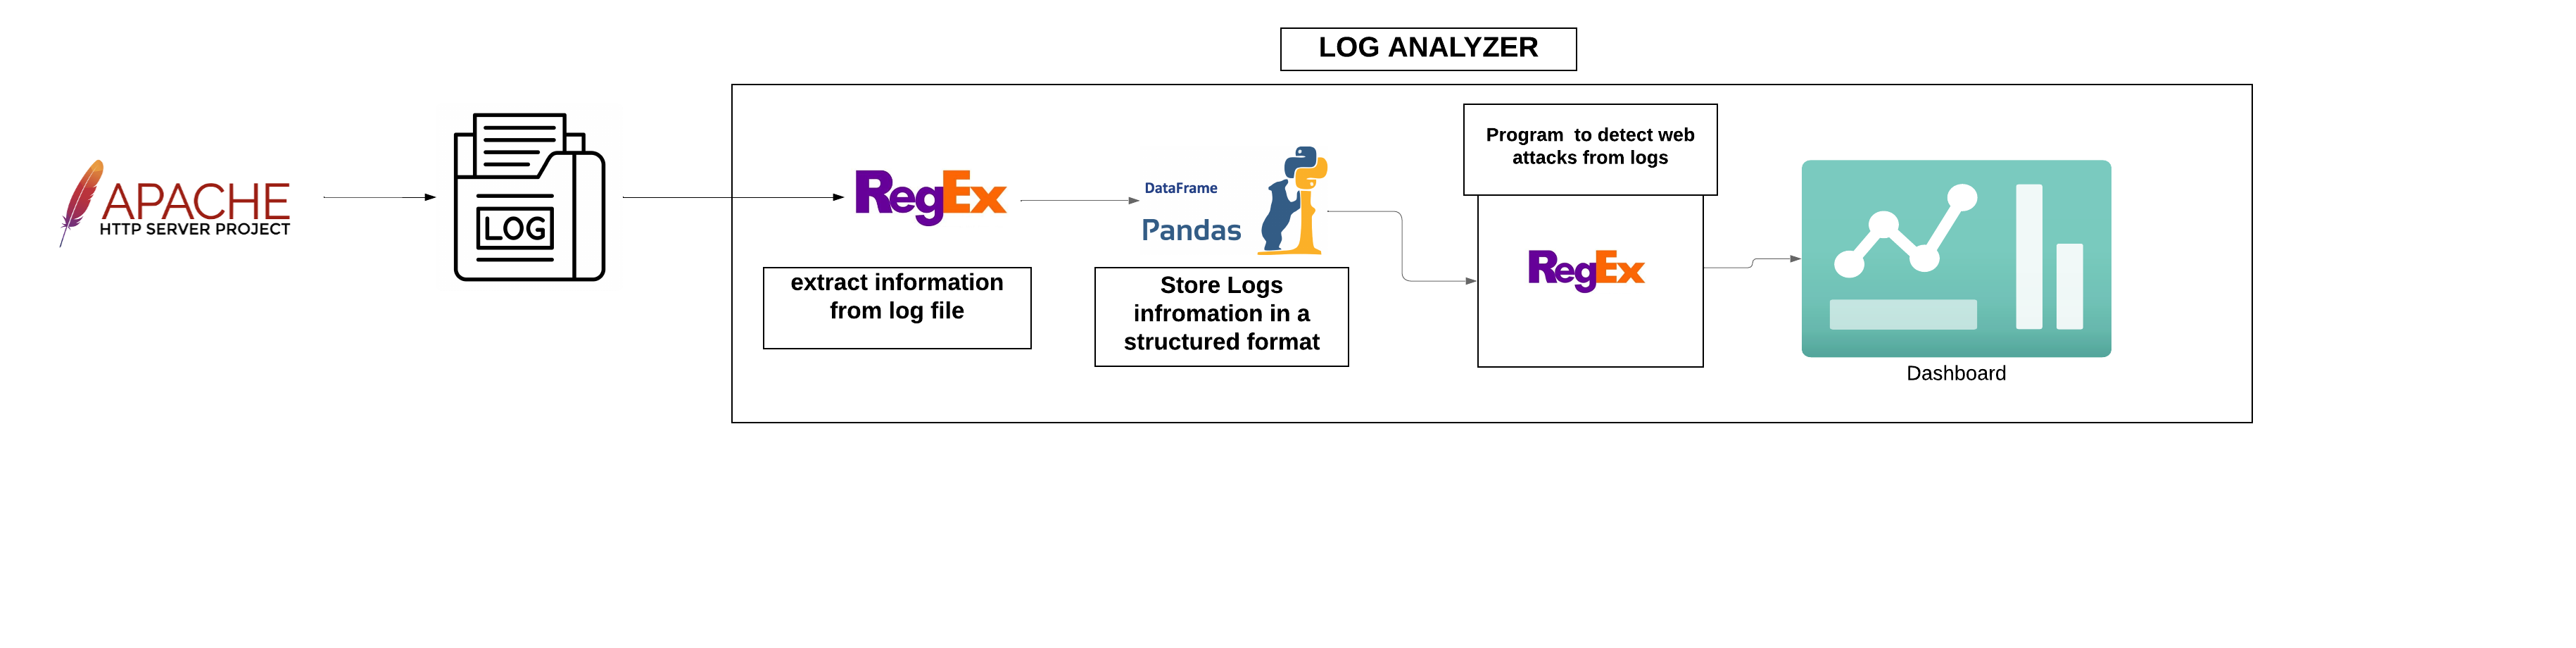 LOG ANALYZER
APACHE
HTTP SERVER PROJECT
LOG
RegEx
extract information
from log file
DataFrame
Pandas
Store Logs
infromation in a
structured format
Program  to detect web
attacks from logs
RegEx
Dashboard